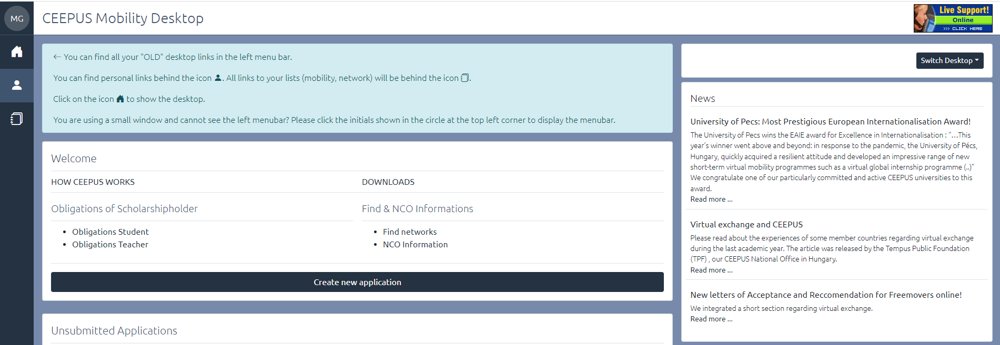 MG
CEEPUS Mobility Desktop
Live Support!
Online
>>> CLICK HERE
← You can find all your "OLD" desktop links in the left menu bar.
You can find personal links behind the icon . All links to your lists (mobility, network) will be behind the icon .
Click on the icon to show the desktop.
You are using a small window and cannot see the left menubar? Please click the initials shown in the circle at the top left corner to display the menubar.
Welcome
HOW CEEPUS WORKS
DOWNLOADS
Obligations of Scholarshipholder
Find & NCO Informations
• Obligations Student
• Obligations Teacher
• Find networks
• NCO Information
Create new application
Unsubmitted Applications
Switch Desktop
News
University of Pecs: Most Prestigious European Internationalisation Award!
The University of Pecs wins the EAIE award for Excellence in Internationalisation : “…This
year’s winner went above and beyond: in response to the pandemic, the University of Pécs,
Hungary, quickly acquired a resilient attitude and developed an impressive range of new
short-term virtual mobility programmes such as a virtual global internship programme (..)”
We congratulate one of our particularly committed and active CEEPUS universities to this
award.
Read more ...
Virtual exchange and CEEPUS
Please read about the experiences of some member countries regarding virtual exchange
during the last academic year. The article was released by the Tempus Public Foundation
(TPF) , our CEEPUS National Office in Hungary.
Read more ...
New letters of Acceptance and Reccomendation for Freemovers online!
We integrated a short section regarding virtual exchange.
Read more ...